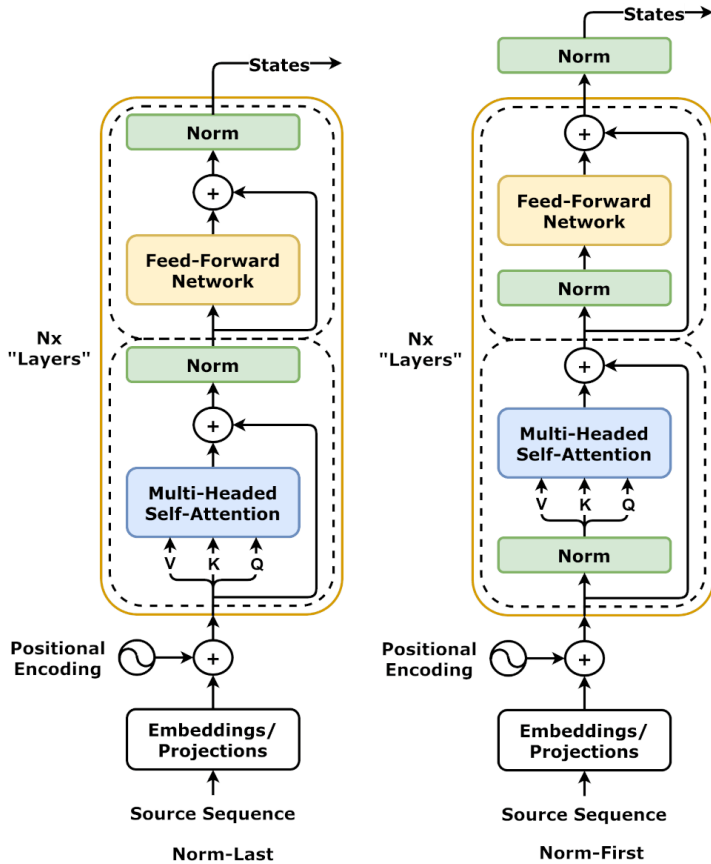 States
Norm
+
Feed-Forward
Network
Nx
"Layers"
Norm
+
Multi-Headed
Self-Attention
V
K
Q
Positional
Encoding
+
Embeddings/
Projections
Source Sequence
Norm-Last
States
Norm
+
Feed-Forward
Network
Norm
Nx
"Layers"
+
Multi-Headed
Self-Attention
V
K
Q
Norm
Positional
Encoding
+
Embeddings/
Projections
Source Sequence
Norm-First